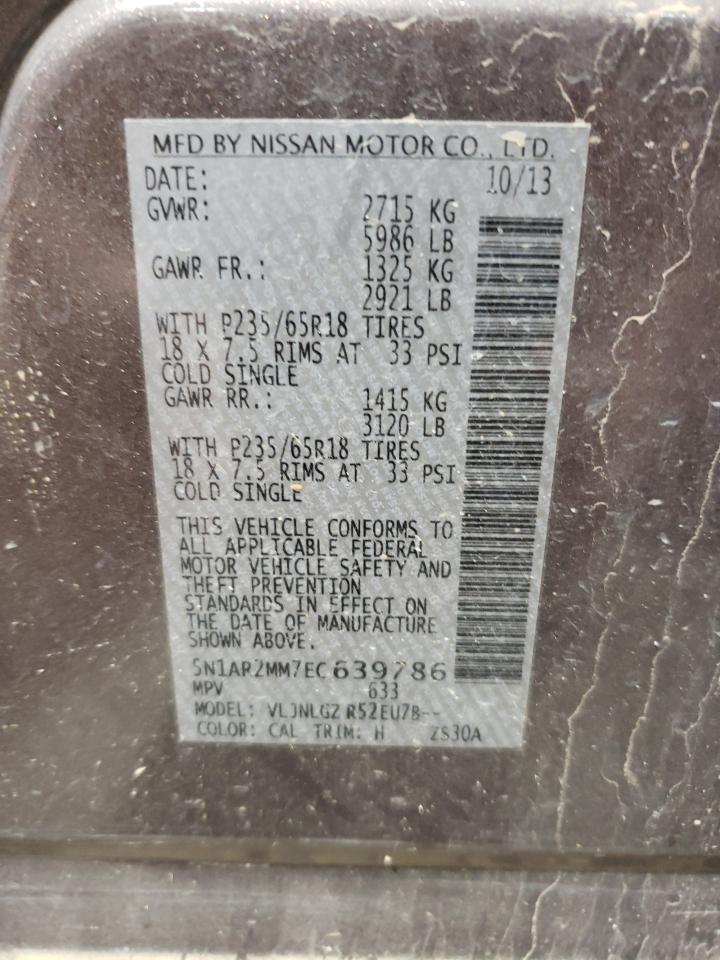 MFD BY NISSAN MOTOR CO., LTD.
DATE: 10/13
GVWR: 2715 KG
5986 LB
GAWR FR.: 1325 KG
2921 LB
WITH P235/65R18 TIRES
18 X 7.5 RIMS AT 33 PSI
COLD SINGLE
GAWR RR.: 1415 KG
3120 LB
WITH P235/65R18 TIRES
18 X 7.5 RIMS AT 33 PSI
COLD SINGLE
THIS VEHICLE CONFORMS TO
ALL APPLICABLE FEDERAL
MOTOR VEHICLE SAFETY AND
THEFT PREVENTION
STANDARDS IN EFFECT ON
THE DATE OF MANUFACTURE
SHOWN ABOVE.
5N1AR2MM7EC639786
MPV 633
MODEL: VLJNLGZ R52EU7B--
COLOR: CAL TRIM: H ZS30A